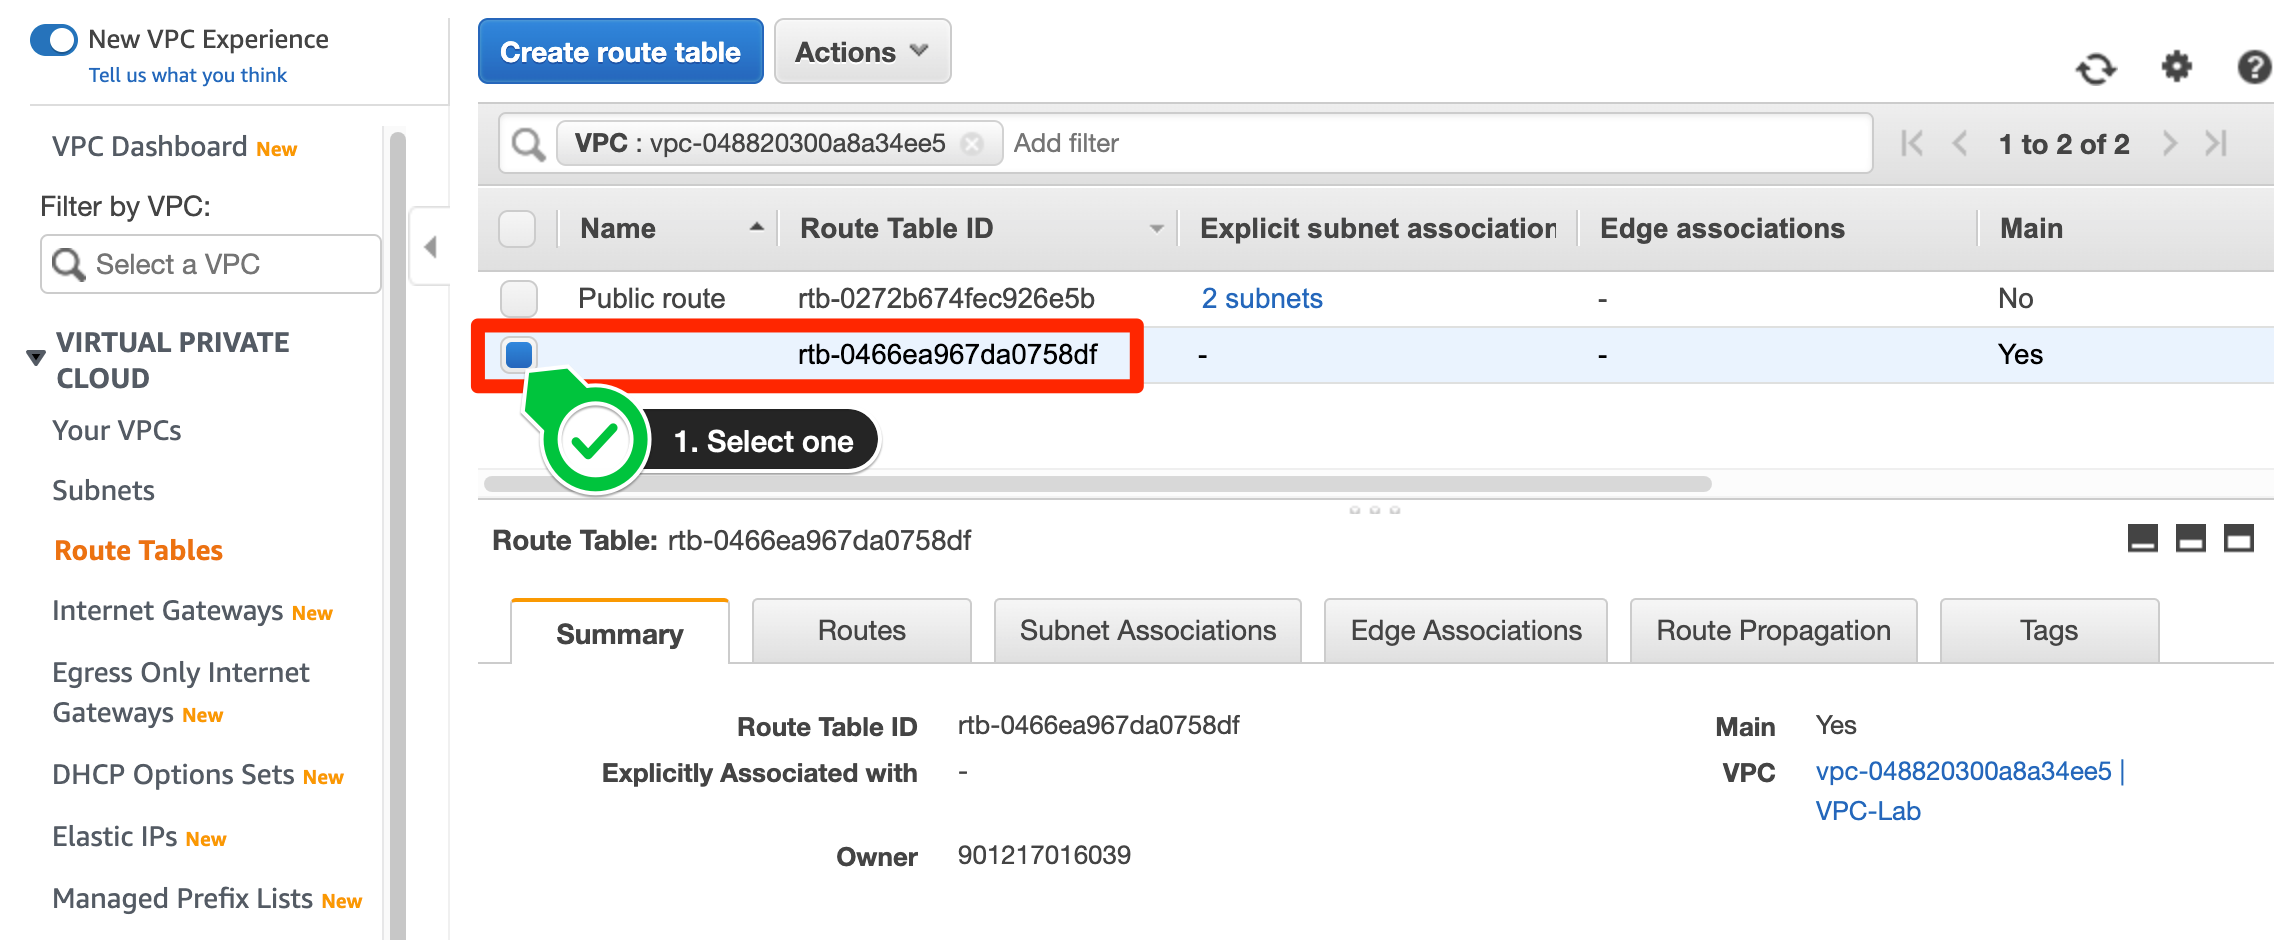 New VPC Experience
Tell us what you think
VPC Dashboard New
Filter by VPC:
Select a VPC
VIRTUAL PRIVATE
CLOUD
Your VPCs
Subnets
Route Tables
Internet Gateways New
Egress Only Internet
Gateways New
DHCP Options Sets New
Elastic IPs New
Managed Prefix Lists New
Create route table Actions
VPC : vpc-048820300a8a34ee5 Add filter 1 to 2 of 2
Name Route Table ID Explicit subnet association Edge associations Main
Public route rtb-0272b674fec926e5b 2 subnets - No
rtb-0466ea967da0758df - - Yes
1. Select one
Route Table: rtb-0466ea967da0758df
Summary Routes Subnet Associations Edge Associations Route Propagation Tags
Route Table ID rtb-0466ea967da0758df Main Yes
Explicitly Associated with - VPC vpc-048820300a8a34ee5 |
VPC-Lab
Owner 901217016039